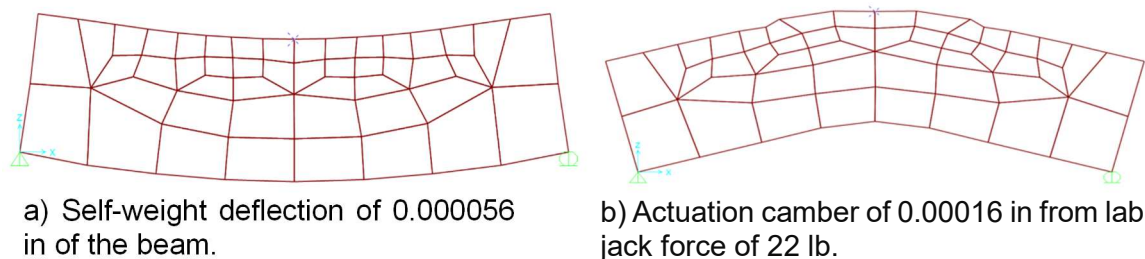 Z
X
Z
X
a) Self-weight deflection of 0.000056
in of the beam.
b) Actuation camber of 0.00016 in from lab
jack force of 22 lb.